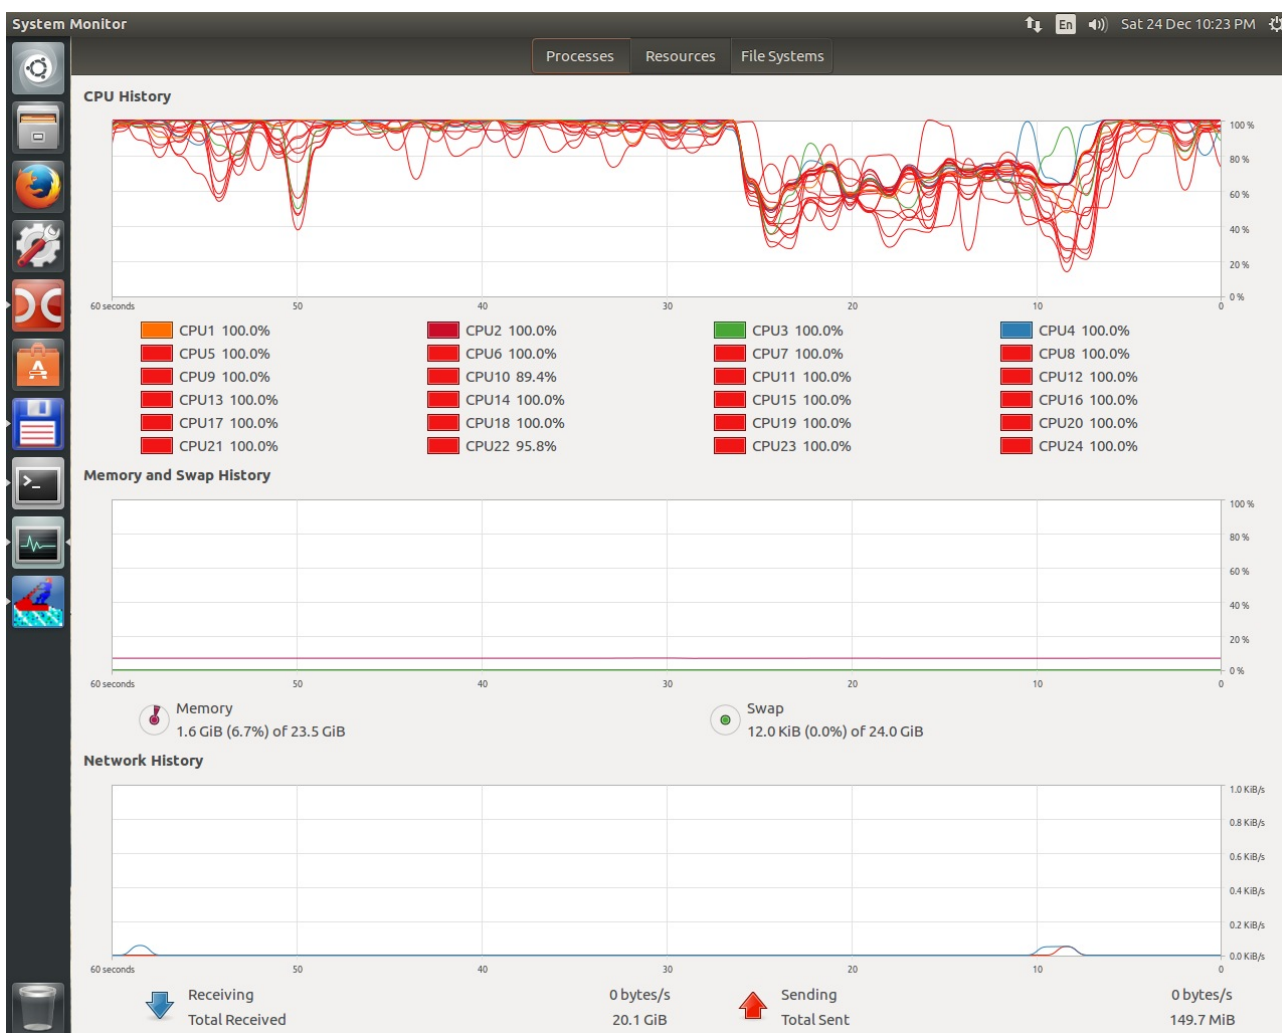 System Monitor En Sat 24 Dec 10:23 PM
Processes Resources File Systems
CPU History
100 %
80 %
60 %
40 %
20 %
0 %
60 seconds 50 40 30 20 10 0
CPU1 100.0% CPU2 100.0% CPU3 100.0% CPU4 100.0%
CPU5 100.0% CPU6 100.0% CPU7 100.0% CPU8 100.0%
CPU9 100.0% CPU10 89.4% CPU11 100.0% CPU12 100.0%
CPU13 100.0% CPU14 100.0% CPU15 100.0% CPU16 100.0%
CPU17 100.0% CPU18 100.0% CPU19 100.0% CPU20 100.0%
CPU21 100.0% CPU22 95.8% CPU23 100.0% CPU24 100.0%
Memory and Swap History
100 %
80 %
60 %
40 %
20 %
0 %
60 seconds 50 40 30 20 10 0
Memory Swap
1.6 GiB (6.7%) of 23.5 GiB 12.0 KiB (0.0%) of 24.0 GiB
Network History
1.0 KiB/s
0.8 KiB/s
0.6 KiB/s
0.4 KiB/s
0.2 KiB/s
0.0 KiB/s
60 seconds 50 40 30 20 10 0
Receiving 0 bytes/s Sending 0 bytes/s
Total Received 20.1 GiB Total Sent 149.7 MiB